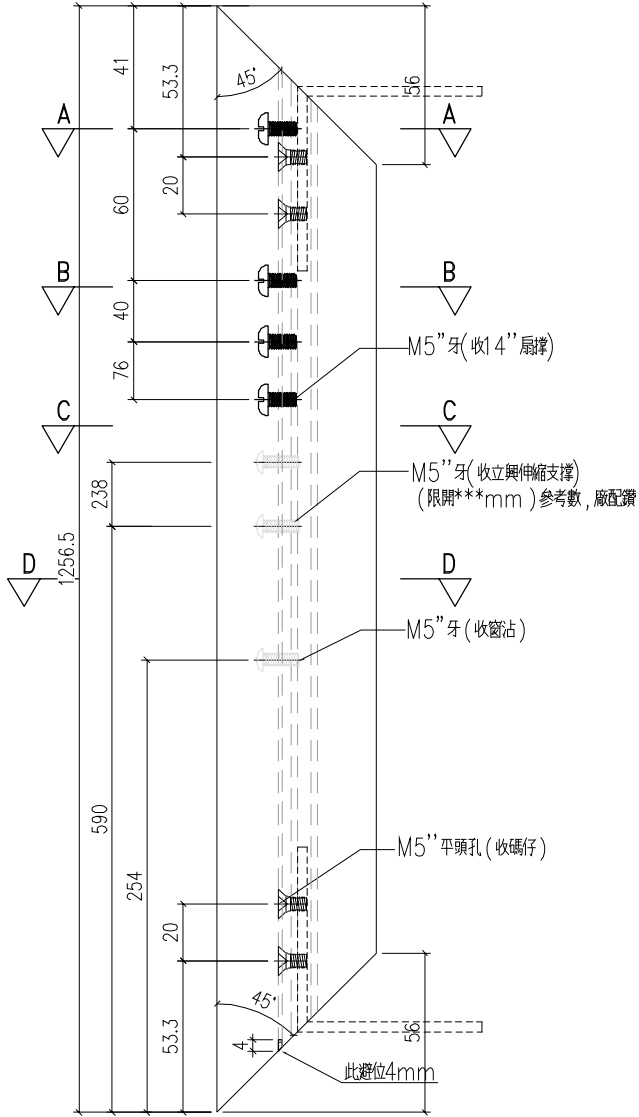 41
53.3
45°
56
A
A
60
20
B
B
40
M5”牙(收14’’扇撐)
76
C
C
238
M5’’牙(收立興伸縮支撐)
(限開***mm)參考數,廠配鑽
1256.5
D
D
M5”牙(收窗沾)
590
254
M5’’平頭孔(收碼仔)
20
45°
53.3
4
56
此避位4mm